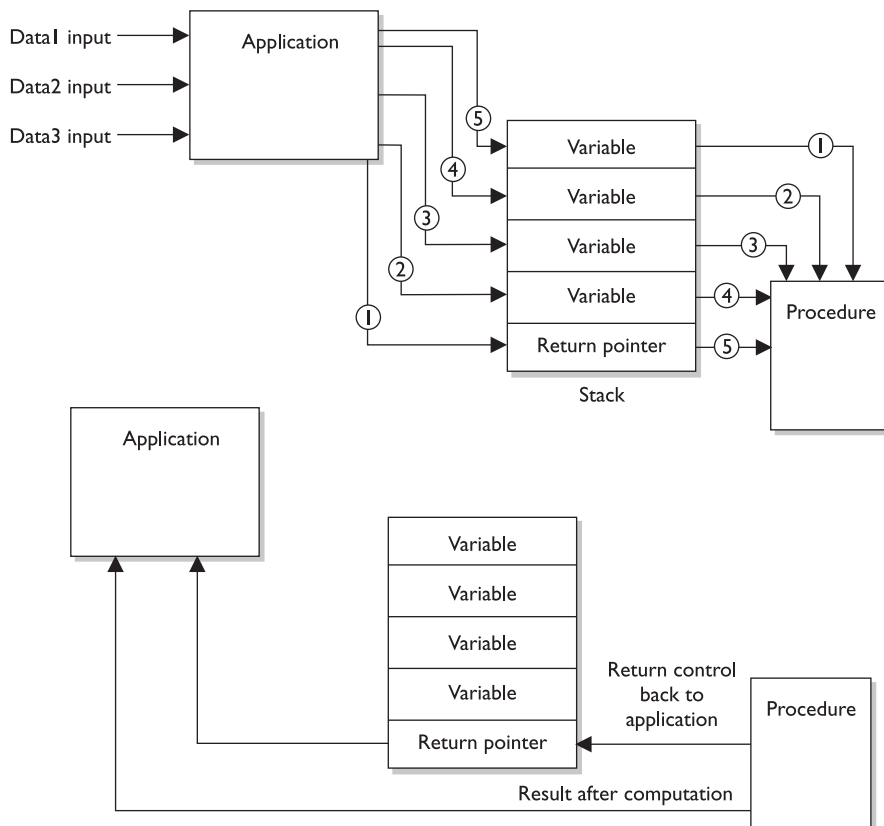 Data1 input
Data2 input
Data3 input
Application
5
4
3
2
1
Variable
Variable
Variable
Variable
Return pointer
Stack
1
2
3
4
5
Procedure
Application
Variable
Variable
Variable
Variable
Return pointer
Return control
back to
application
Procedure
Result after computation